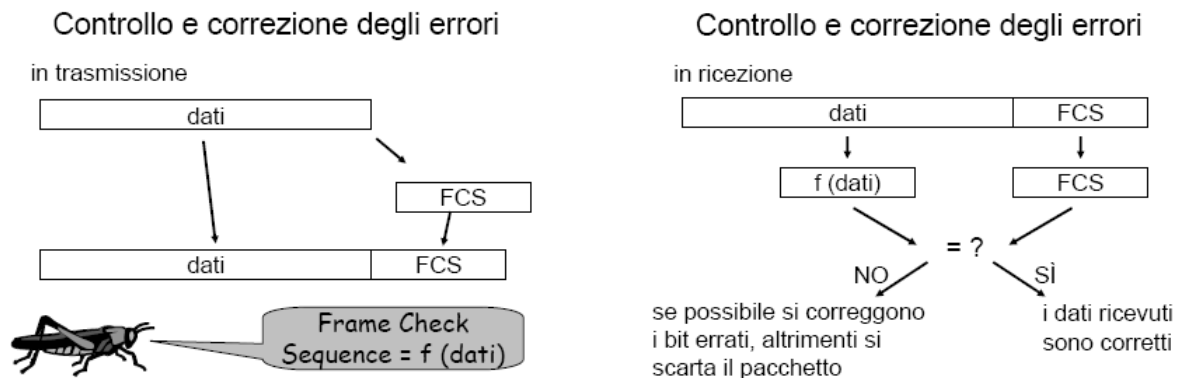 Controllo e correzione degli errori
in trasmissione
dati
FCS
dati FCS
Frame Check
Sequence = f (dati)
Controllo e correzione degli errori
in ricezione
dati FCS
f (dati) FCS
= ?
NO SÌ
se possibile si correggono
i bit errati, altrimenti si
scarta il pacchetto
i dati ricevuti
sono corretti